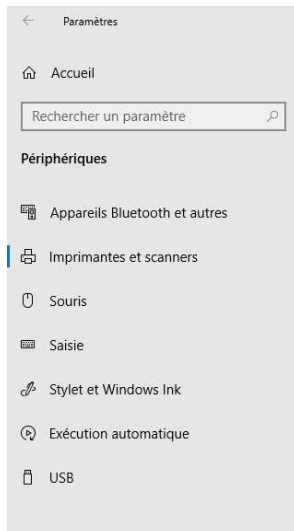 Paramètres
Accueil
Rechercher un paramètre
Périphériques
Appareils Bluetooth et autres
Imprimantes et scanners
Souris
Saisie
Stylet et Windows Ink
Exécution automatique
USB